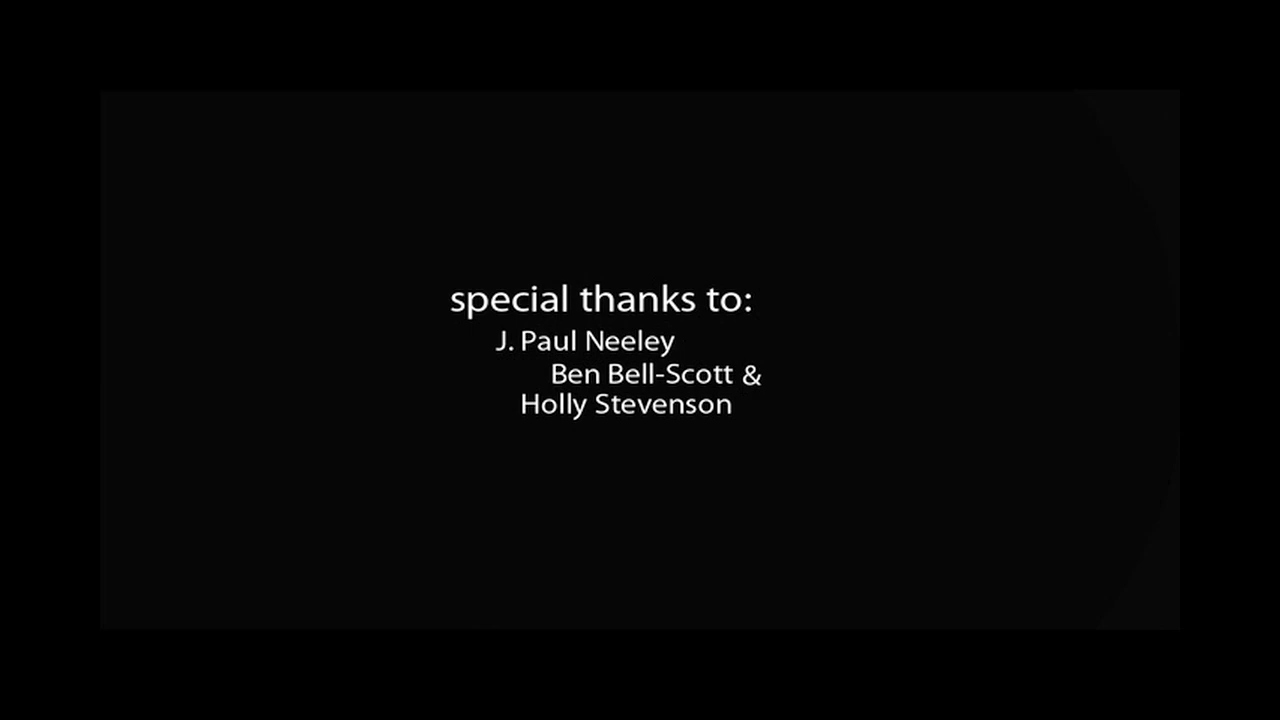 special thanks to:
J. Paul Neeley
Ben Bell-Scott &
Holly Stevenson